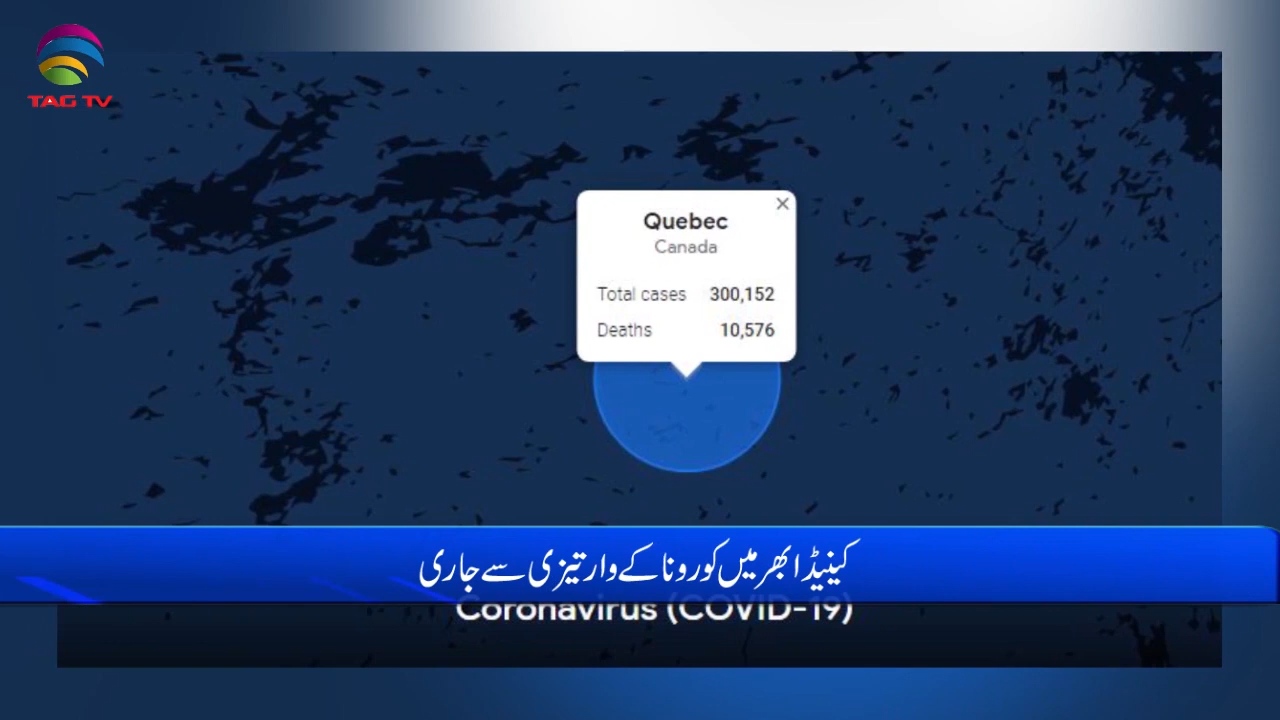 TAG TV
Quebec
Canada
Total cases 300,152
Deaths 10,576
کینیڈا بھر میں کورونا کے وار تیزی سے جاری
Coronavirus (COVID-19)